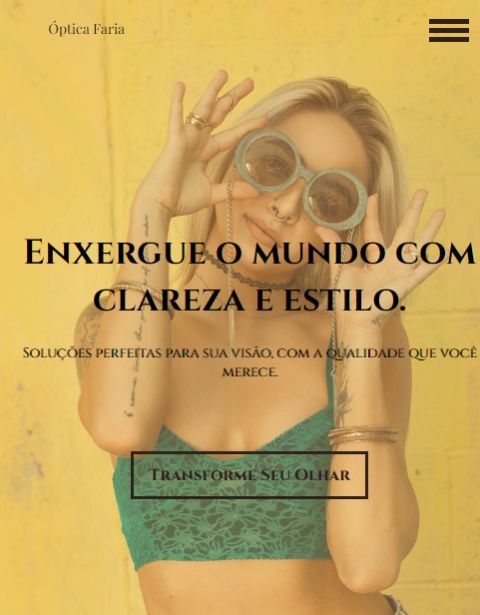 Óptica Faria
Enxergue o mundo com
clareza e estilo.
Soluções perfeitas para sua visão, com a qualidade que você
merece.
Transforme Seu Olhar